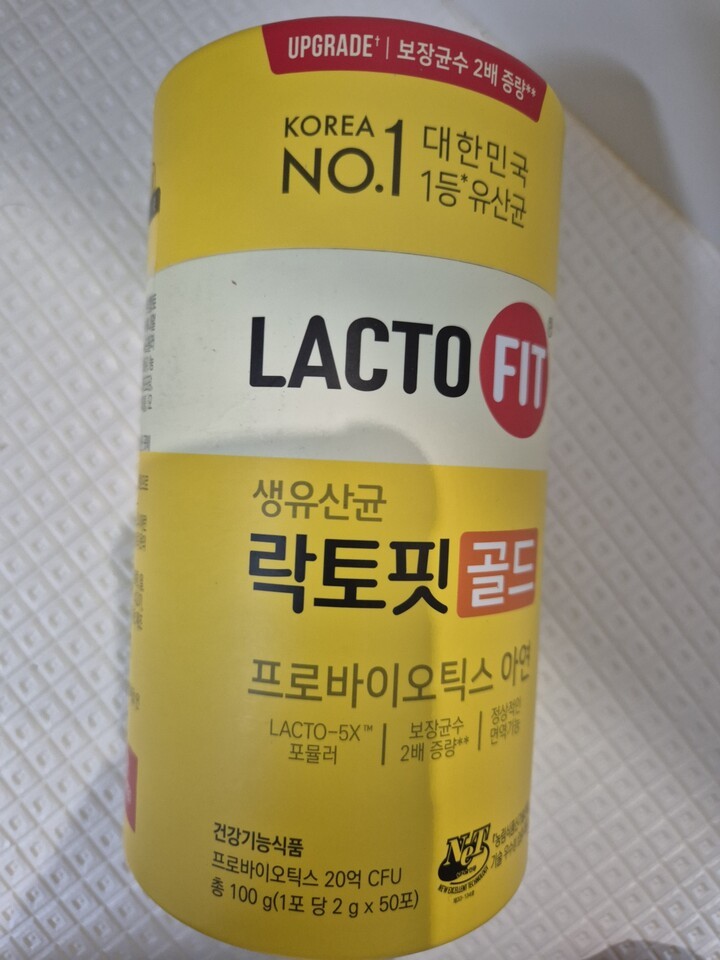 UPGRADE† | 보장균수 2배 증량**
KOREA
NO.1
대한민국
1등*유산균
LACTO FIT
생유산균
락토핏 골드
프로바이오틱스 아연
LACTO-5X™
포뮬러
보장균수
2배 증량**
정상적인
면역기능
건강기능식품
프로바이오틱스 20억 CFU
총 100 g(1포 당 2 g x 50포)
NeT
NEW EXCELLENT TECHNOLOGY